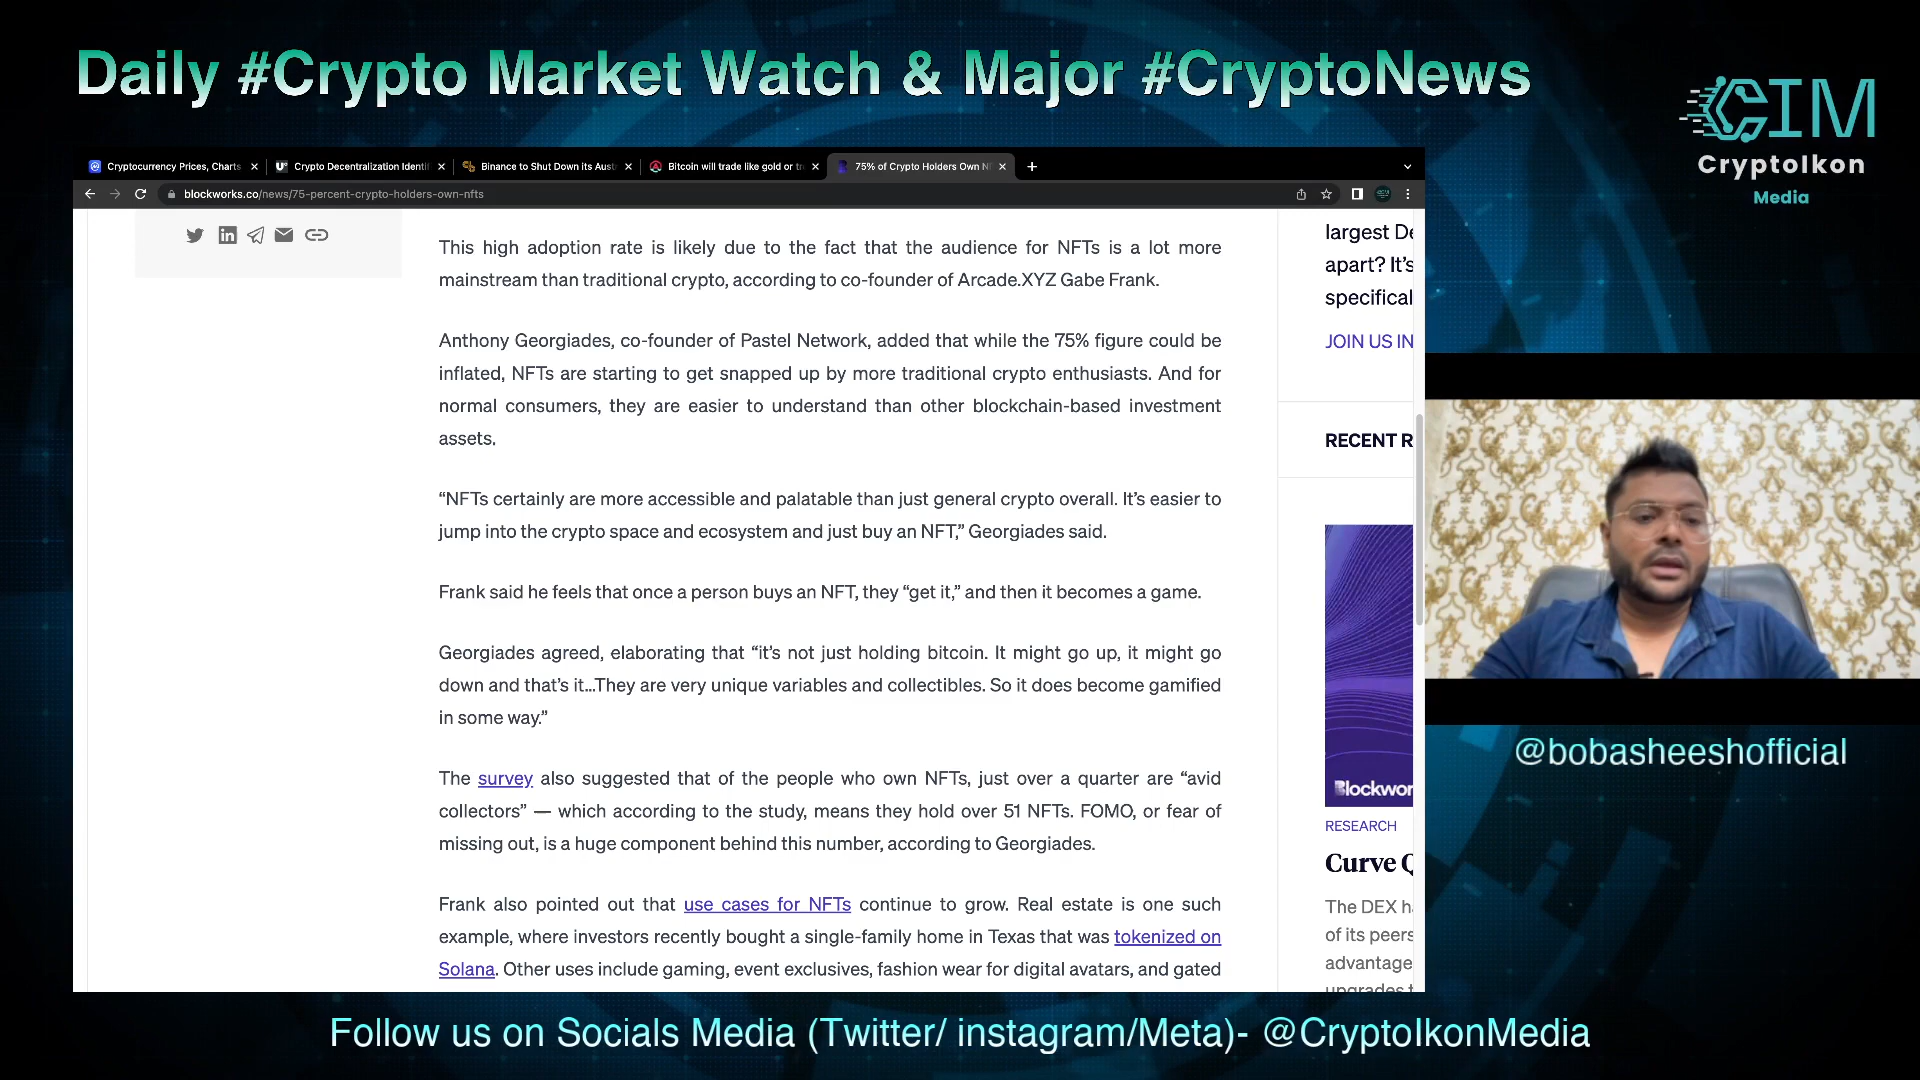 Daily #Crypto Market Watch & Major #CryptoNews
CIM
CryptoIkon
Media
Cryptocurrency Prices, Charts
Crypto Decentralization Identi
Binance to Shut Down its Aus
Bitcoin will trade like gold or tr
75% of Crypto Holders Own N
blockworks.co/news/75-percent-crypto-holders-own-nfts
This high adoption rate is likely due to the fact that the audience for NFTs is a lot more
mainstream than traditional crypto, according to co-founder of Arcade.XYZ Gabe Frank.
Anthony Georgiades, co-founder of Pastel Network, added that while the 75% figure could be
inflated, NFTs are starting to get snapped up by more traditional crypto enthusiasts. And for
normal consumers, they are easier to understand than other blockchain-based investment
assets.
“NFTs certainly are more accessible and palatable than just general crypto overall. It’s easier to
jump into the crypto space and ecosystem and just buy an NFT,” Georgiades said.
Frank said he feels that once a person buys an NFT, they “get it,” and then it becomes a game.
Georgiades agreed, elaborating that “it’s not just holding bitcoin. It might go up, it might go
down and that’s it…They are very unique variables and collectibles. So it does become gamified
in some way.”
The survey also suggested that of the people who own NFTs, just over a quarter are “avid
collectors” — which according to the study, means they hold over 51 NFTs. FOMO, or fear of
missing out, is a huge component behind this number, according to Georgiades.
Frank also pointed out that use cases for NFTs continue to grow. Real estate is one such
example, where investors recently bought a single-family home in Texas that was tokenized on
Solana. Other uses include gaming, event exclusives, fashion wear for digital avatars, and gated
largest De
apart? It’s
specifical
JOIN US IN
RECENT R
Blockwor
RESEARCH
Curve Q
The DEX h
of its peers
advantage
upgrades t
@bobasheeshofficial
Follow us on Socials Media (Twitter/ instagram/Meta)- @CryptoIkonMedia